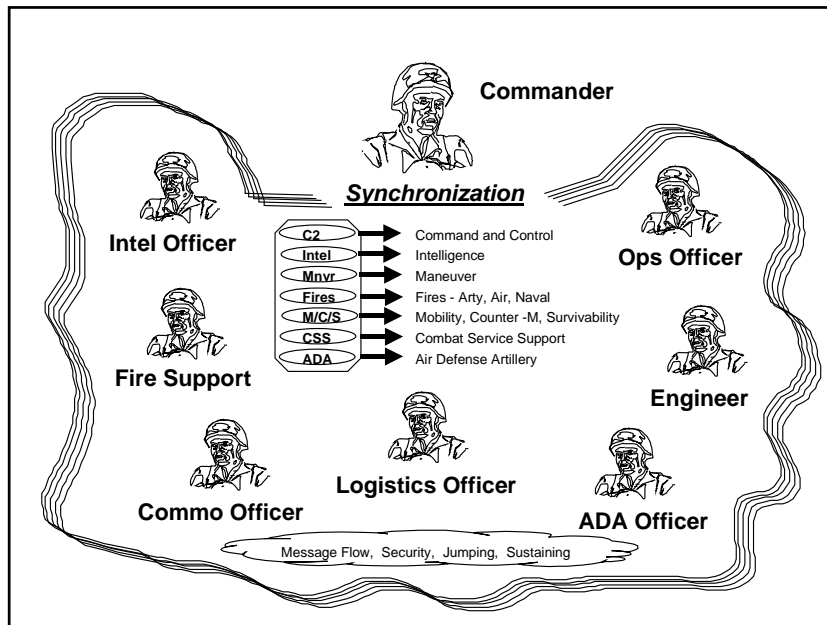 Commander
Synchronization
Intel Officer
Ops Officer
C2 Command and Control
Intel Intelligence
Mnvr Maneuver
Fires Fires - Arty, Air, Naval
M/C/S Mobility, Counter -M, Survivability
CSS Combat Service Support
ADA Air Defense Artillery
Fire Support
Engineer
Logistics Officer
Commo Officer
ADA Officer
Message Flow, Security, Jumping, Sustaining